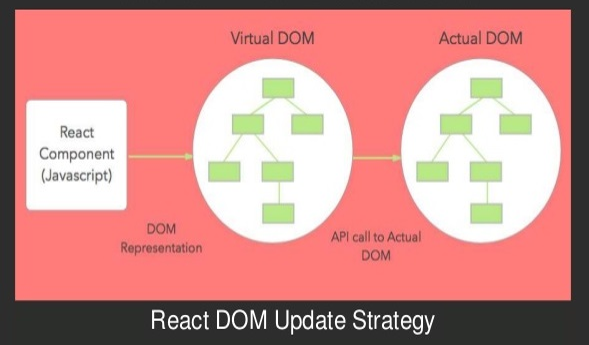 Virtual DOM
Actual DOM
React
Component
(Javascript)
DOM
Representation
API call to Actual
DOM
React DOM Update Strategy